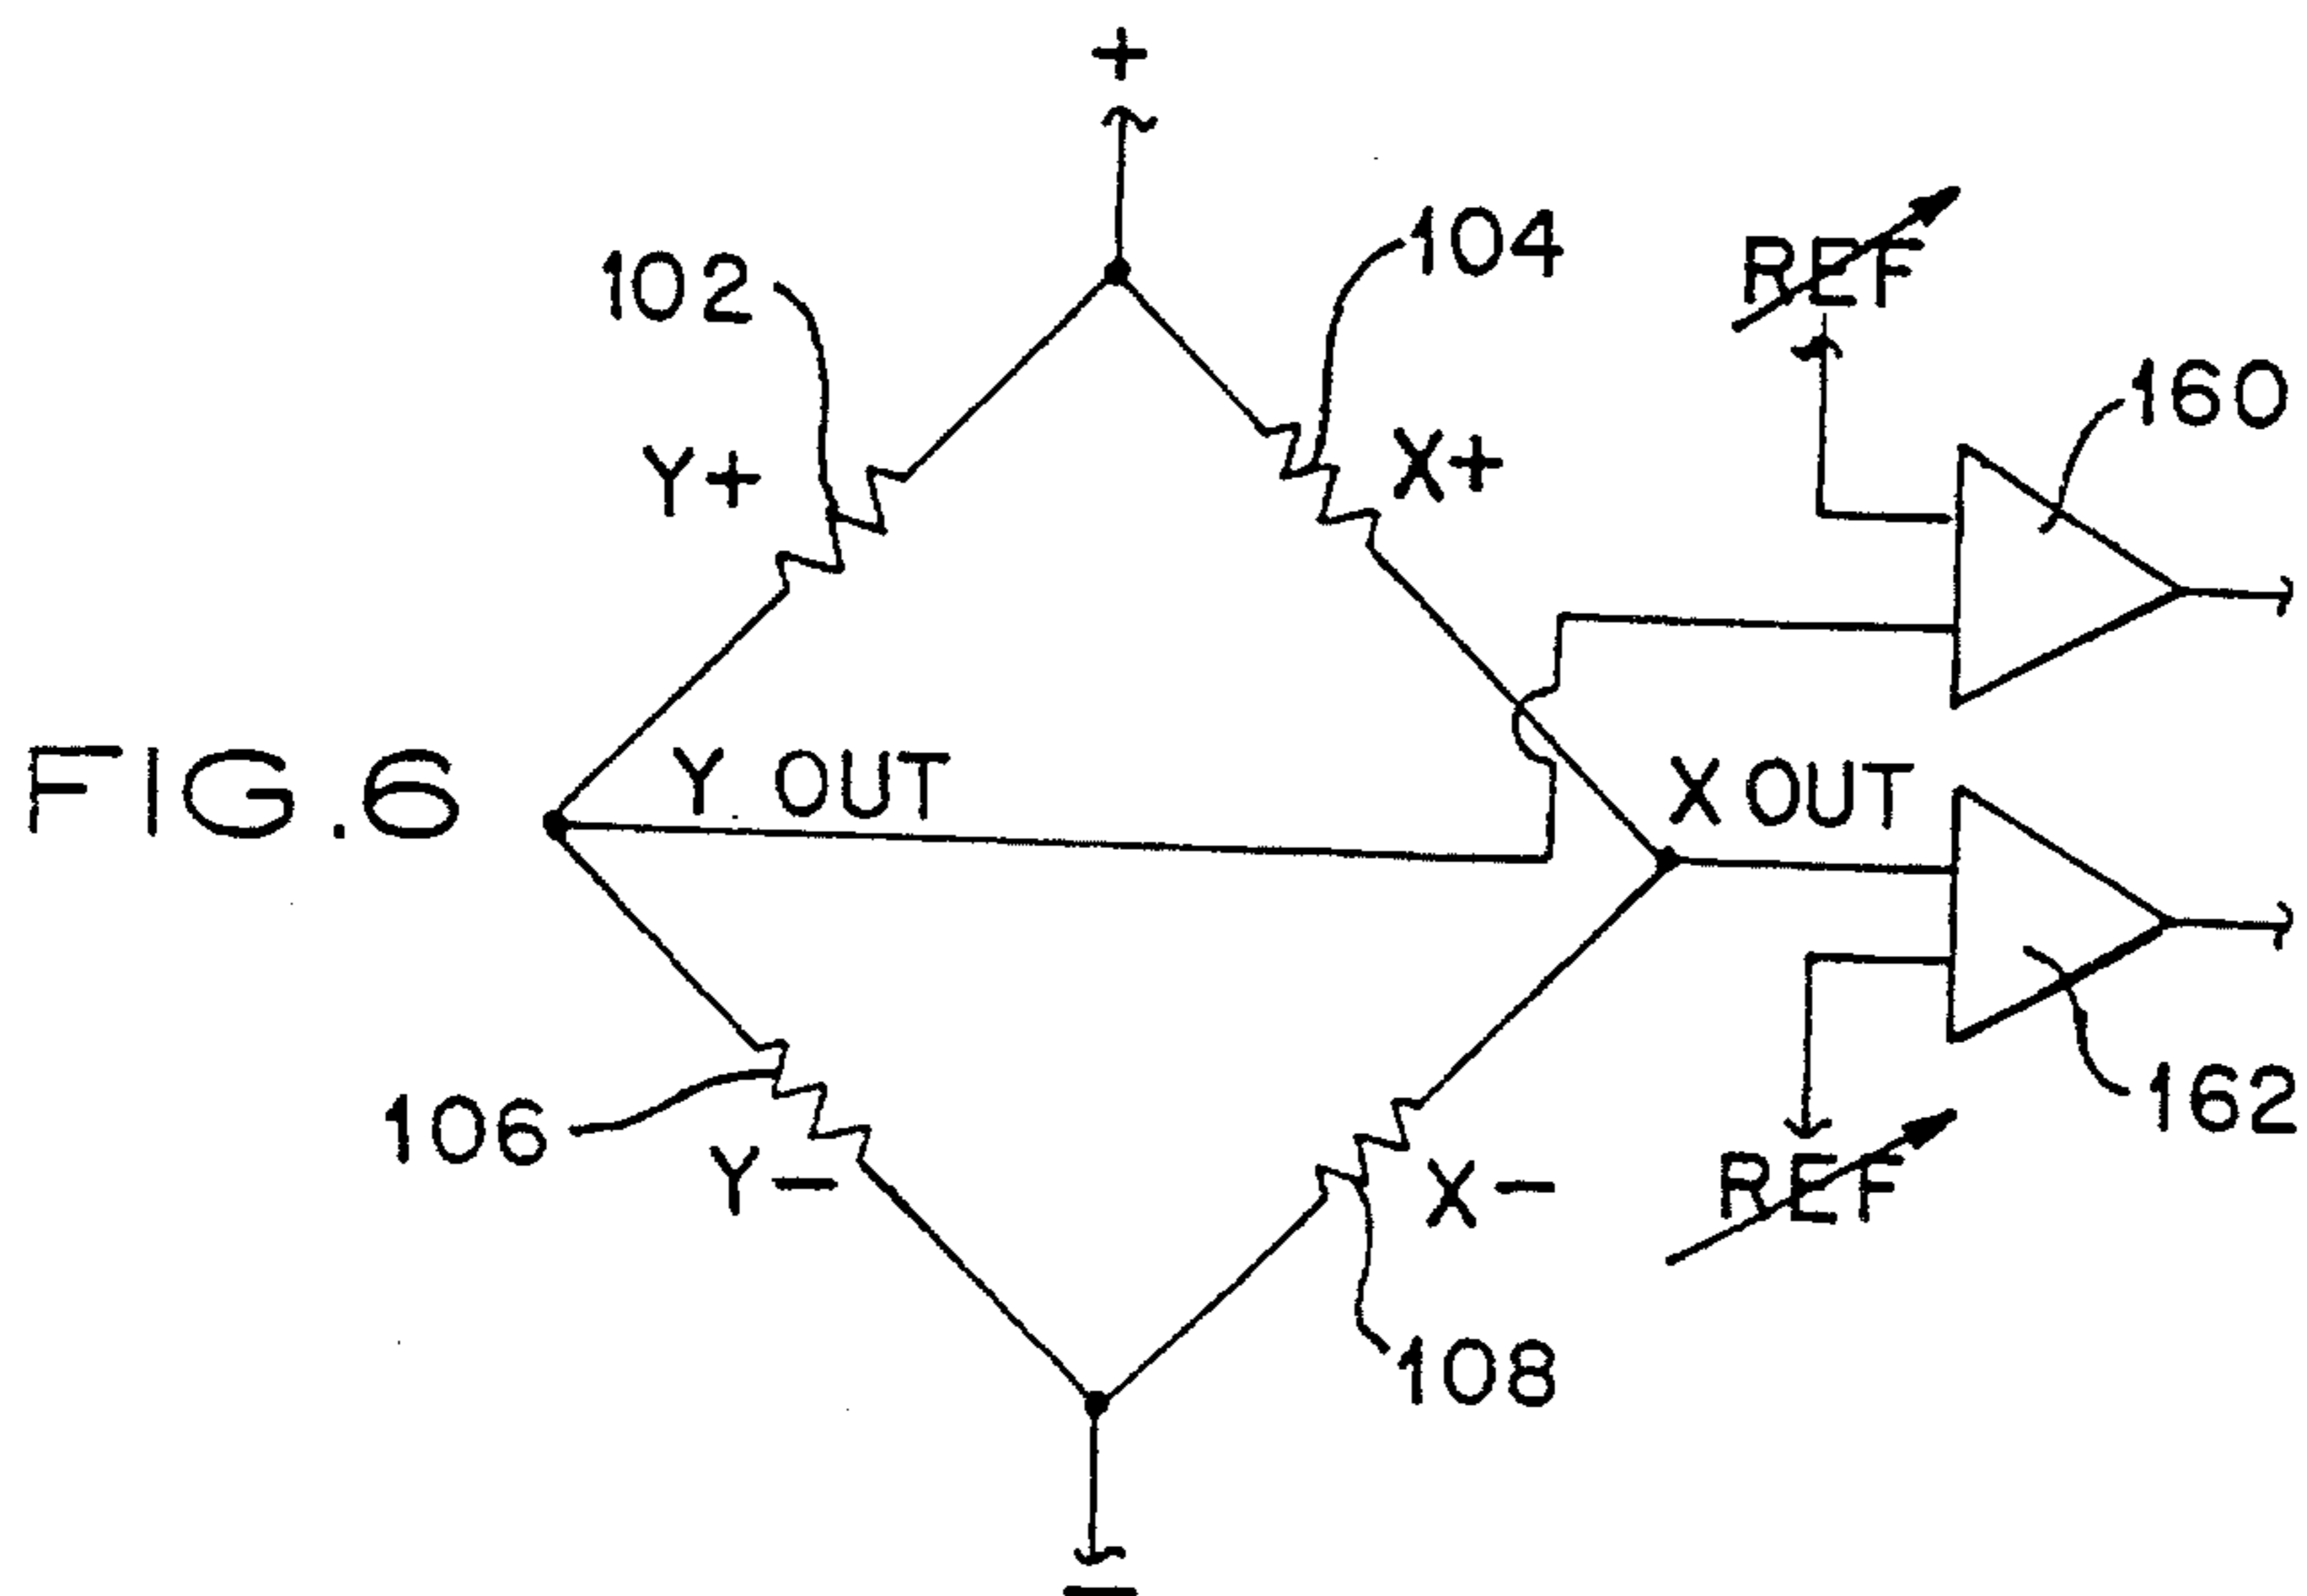 +
102
104
REF
160
Y+
X+
FIG.6
Y OUT
X OUT
106
Y−
X−
REF
162
108
−